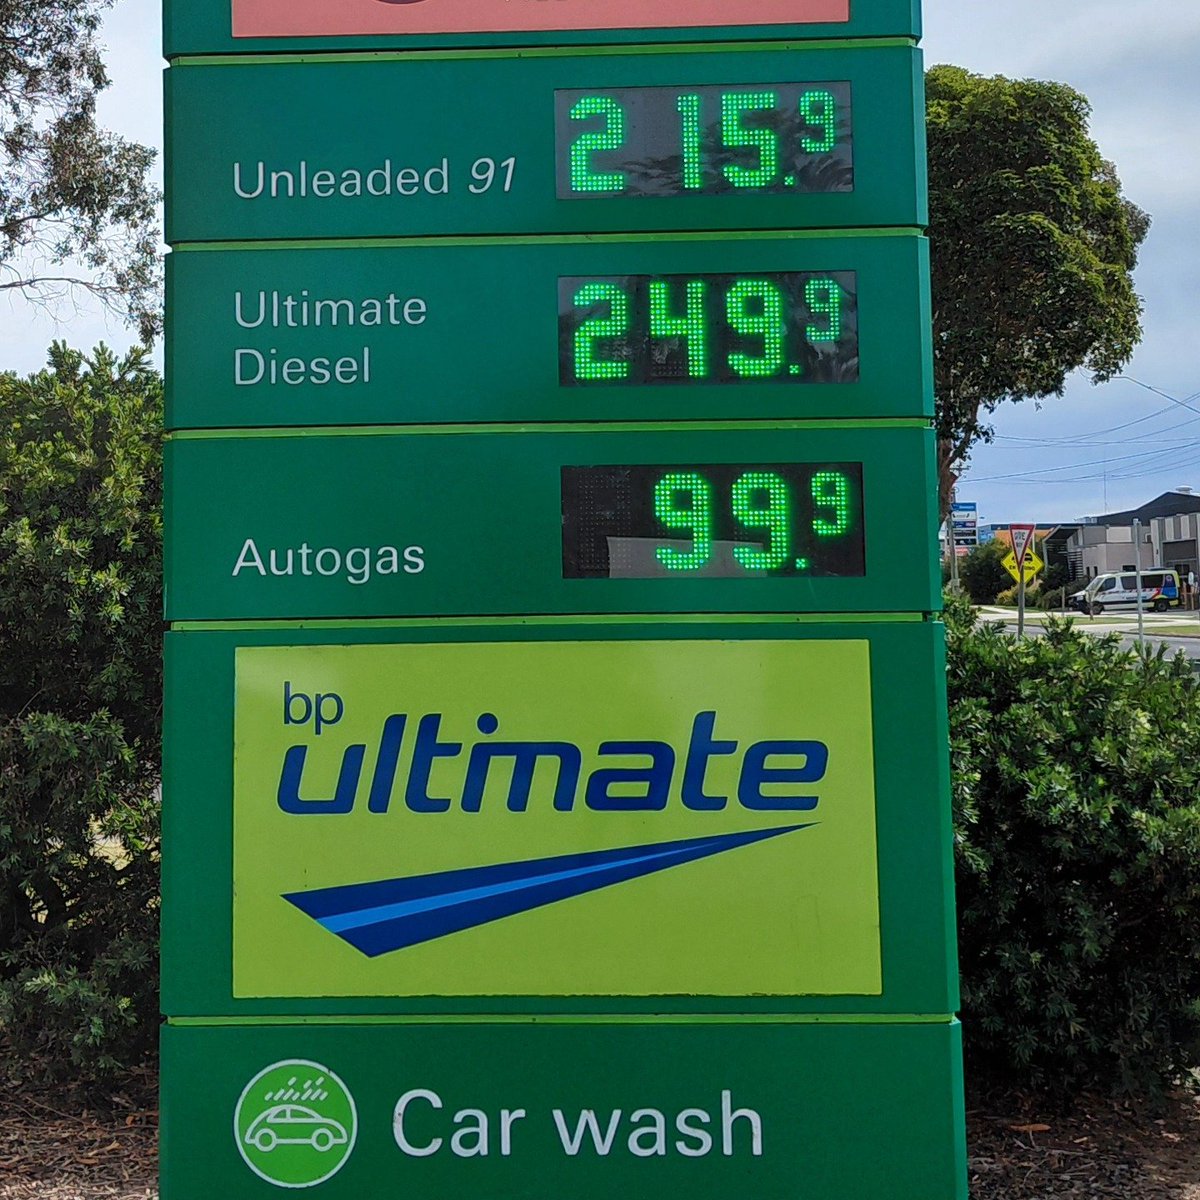 Unleaded 91 215.9
Ultimate
Diesel
249.9
Autogas 99.9
bp
ultimate
Car wash